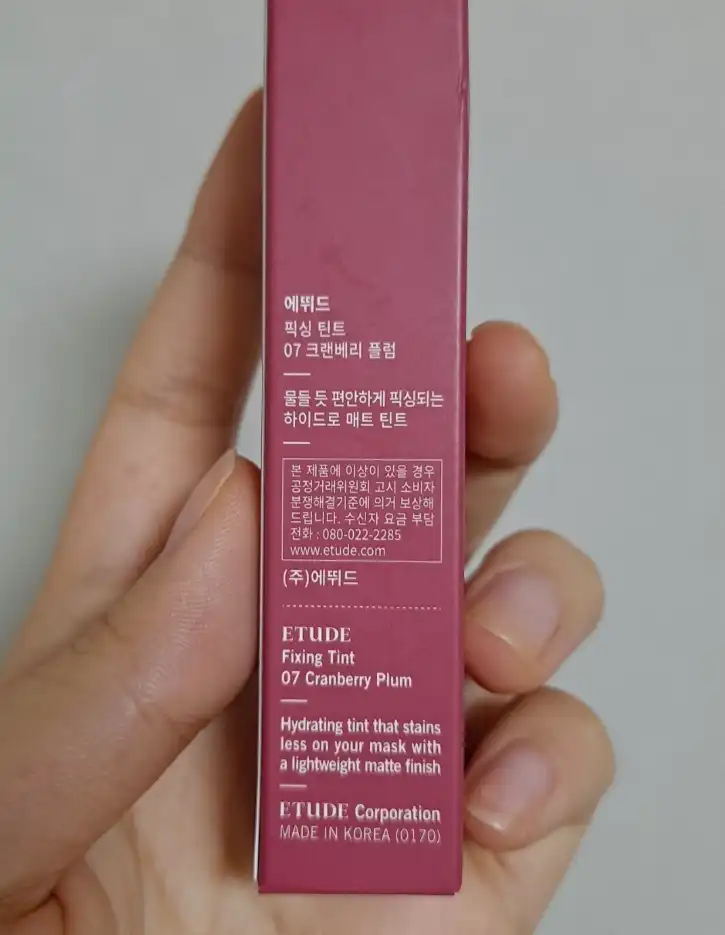 에뛰드
픽싱 틴트
07 크랜베리 플럼
물들 듯 편안하게 픽싱되는
하이드로 매트 틴트
본 제품에 이상이 있을 경우
공정거래위원회 고시 소비자
분쟁해결기준에 의거 보상해
드립니다. 수신자 요금 부담
전화 : 080-022-2285
www.etude.com
(주)에뛰드
ETUDE
Fixing Tint
07 Cranberry Plum
Hydrating tint that stains
less on your mask with
a lightweight matte finish
ETUDE Corporation
MADE IN KOREA (0170)